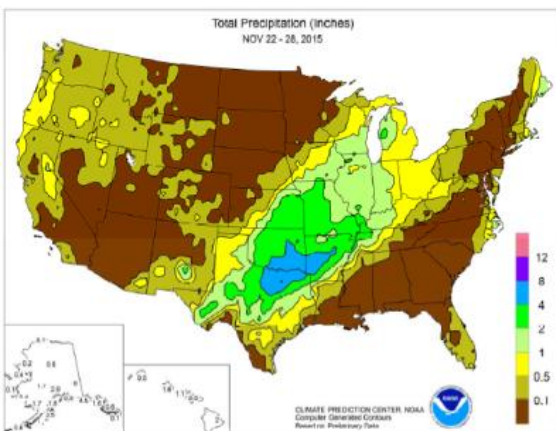 Total Precipitation (Inches)
NOV 22 - 28, 2015
12
8
4
2
1
0.5
0.1
CLIMATE PREDICTION CENTER, NOAA
Computer Generated Contours
Based on Preliminary Data